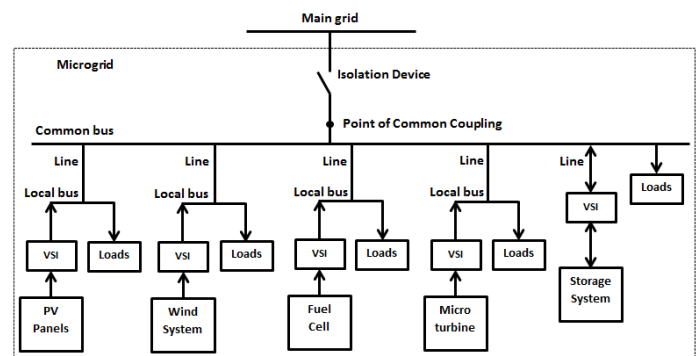 Main grid
Microgrid
Isolation Device
Point of Common Coupling
Common bus
Line
Line
Line
Line
Line
Local bus
Local bus
Local bus
Local bus
Loads
VSI
Loads
VSI
Loads
VSI
Loads
VSI
Loads
VSI
PV
Panels
Wind
System
Fuel
Cell
Micro
turbine
Storage
System